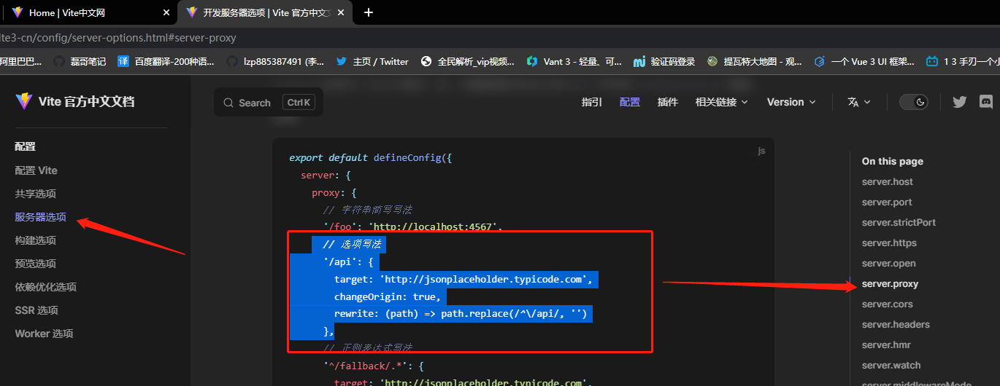 Home | Vite中文网
开发服务器选项 | Vite 官方中文文
ite3-cn/config/server-options.html#server-proxy
阿里巴巴...
磊哥笔记
译 百度翻译-200种语...
lzp885387491 (李...
主页 / Twitter
全民解析_vip视频...
Vant 3 - 轻量、可...
mi 验证码登录
提瓦特大地图 - 观...
一个 Vue 3 UI 框架...
1 3 手刃一个小
Vite 官方中文文档
Search
Ctrl K
指引
配置
插件
相关链接
Version
配置
配置 Vite
共享选项
服务器选项
构建选项
预览选项
依赖优化选项
SSR 选项
Worker 选项
js
export default defineConfig({
server: {
proxy: {
// 字符串简写写法
'/foo': 'http://localhost:4567',
// 选项写法
'/api': {
target: 'http://jsonplaceholder.typicode.com',
changeOrigin: true,
rewrite: (path) => path.replace(/^\/api/, '')
},
// 正则表达式写法
'^/fallback/.*': {
target: 'http://jsonplaceholder.typicode.com',
On this page
server.host
server.port
server.strictPort
server.https
server.open
server.proxy
server.cors
server.headers
server.hmr
server.watch
server.middlewareMode